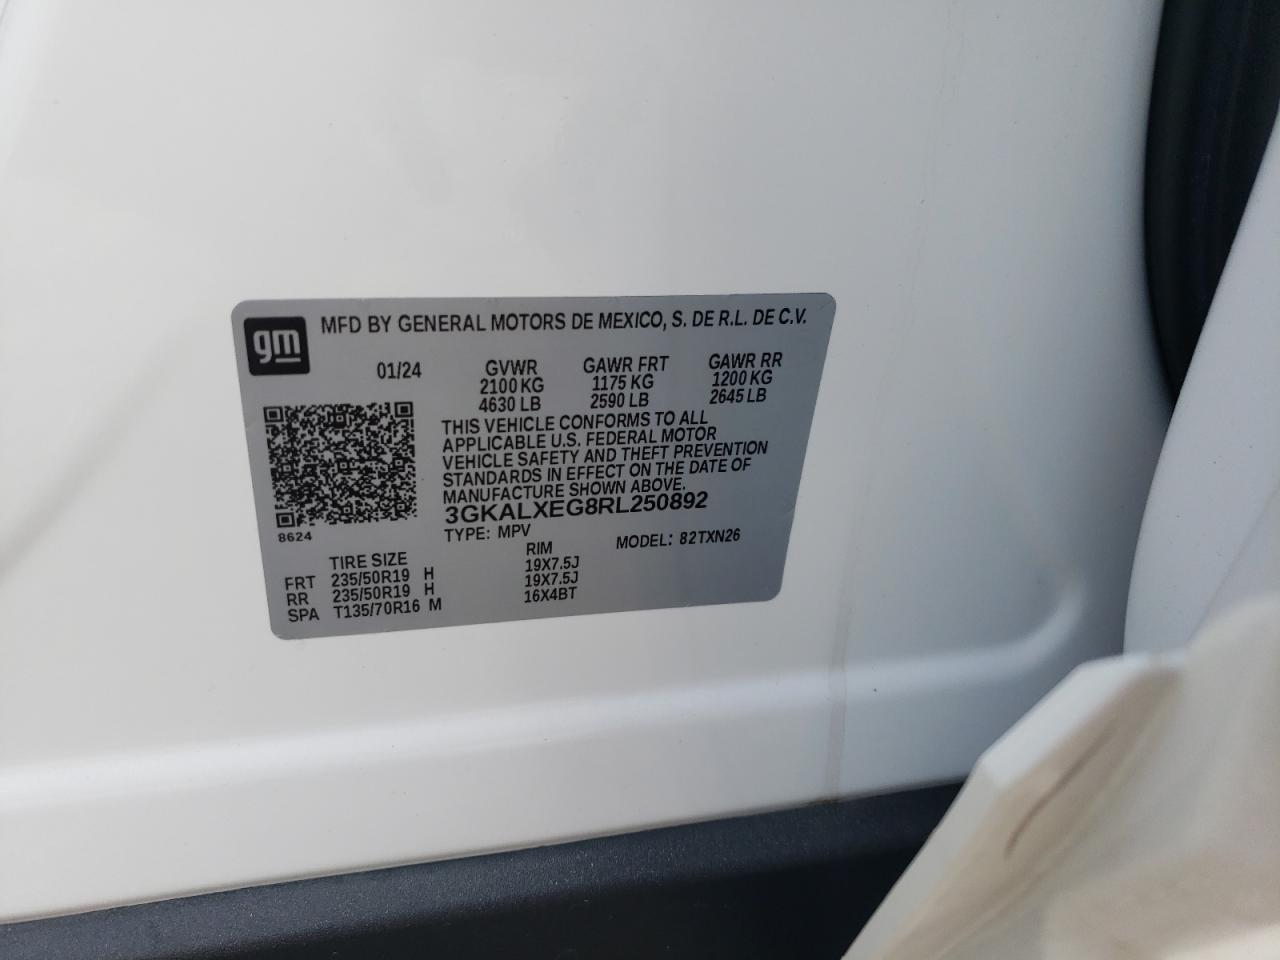 gm
MFD BY GENERAL MOTORS DE MEXICO, S. DE R.L. DE C.V.
01/24 GVWR GAWR FRT GAWR RR
2100 KG 1175 KG 1200 KG
4630 LB 2590 LB 2645 LB
THIS VEHICLE CONFORMS TO ALL
APPLICABLE U.S. FEDERAL MOTOR
VEHICLE SAFETY AND THEFT PREVENTION
STANDARDS IN EFFECT ON THE DATE OF
MANUFACTURE SHOWN ABOVE.
3GKALXEG8RL250892
8624
TYPE: MPV MODEL: 82TXN26
TIRE SIZE RIM
FRT 235/50R19 H 19X7.5J
RR 235/50R19 H 19X7.5J
SPA T135/70R16 M 16X4BT